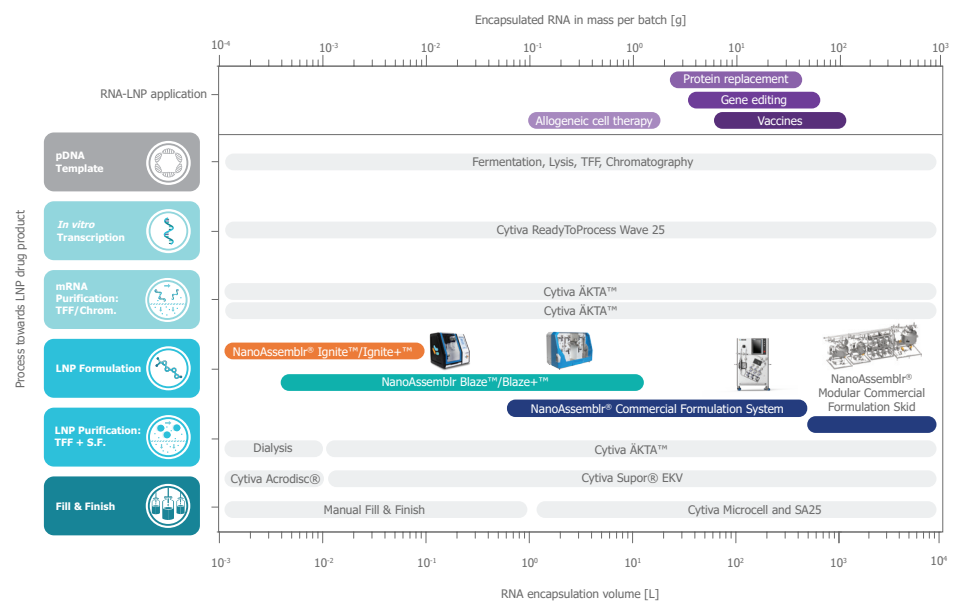 Encapsulated RNA in mass per batch [g]
10⁻⁴ 10⁻³ 10⁻² 10⁻¹ 10⁰ 10¹ 10² 10³
RNA-LNP application
Protein replacement
Gene editing
Allogeneic cell therapy
Vaccines
Process towards LNP drug product
pDNA
Template
Fermentation, Lysis, TFF, Chromatography
In vitro
Transcription
Cytiva ReadyToProcess Wave 25
mRNA
Purification:
TFF/Chrom.
Cytiva ÄKTA™
Cytiva ÄKTA™
LNP Formulation
NanoAssemblr® Ignite™/Ignite+™
NanoAssemblr Blaze™/Blaze+™
NanoAssemblr® Commercial Formulation System
NanoAssemblr®
Modular Commercial
Formulation Skid
LNP Purification:
TFF + S.F.
Dialysis
Cytiva ÄKTA™
Cytiva Acrodisc®
Cytiva Supor® EKV
Fill & Finish
Manual Fill & Finish
Cytiva Microcell and SA25
10⁻³ 10⁻² 10⁻¹ 10⁰ 10¹ 10² 10³ 10⁴
RNA encapsulation volume [L]